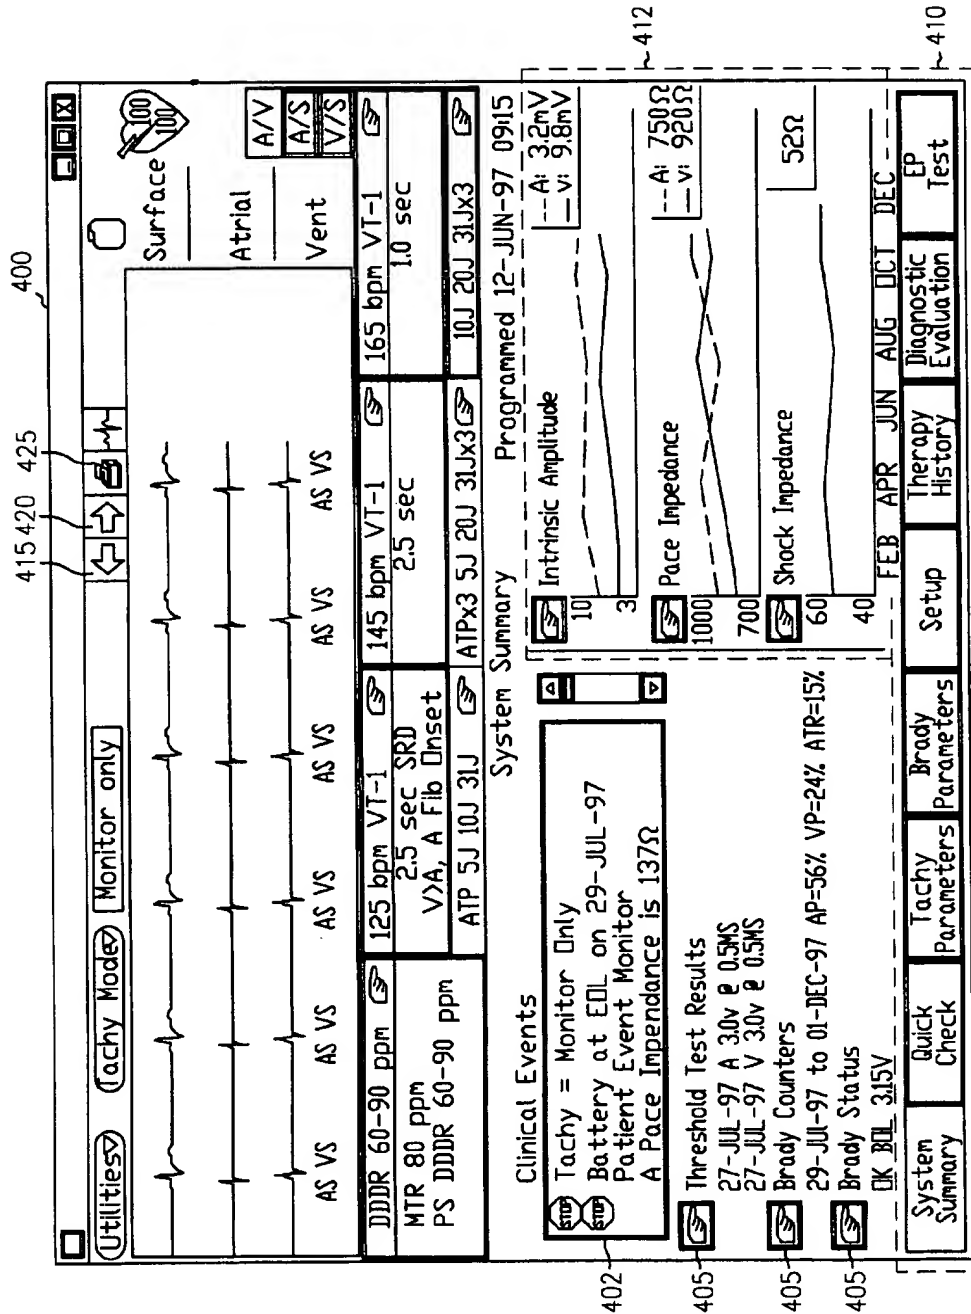 400
Utilities Tachy Mode Monitor only
415 420 425
Surface
Atrial
Vent
100
100
A/V
A/S
V/S
AS VS AS VS AS VS AS VS AS VS AS VS
DDDR 60-90 ppm
MTR 80 ppm
PS DDDR 60-90 ppm
125 bpm VT-1
2.5 sec SRD
V>A, A Fib Onset
ATP 5J 10J 31J
145 bpm VT-1
2.5 sec
ATPx3 5J 20J 31Jx3
165 bpm VT-1
1.0 sec
10J 20J 31Jx3
System Summary Programmed 12-JUN-97 09:15
Clinical Events
STOP Tachy = Monitor Only
STOP Battery at EOL on 29-JUL-97
Patient Event Monitor
A Pace Impendance is 137Ω
402
Threshold Test Results
27-JUL-97 A 3.0v @ 0.5MS
27-JUL-97 V 3.0v @ 0.5MS
405
Brady Counters
29-JUL-97 to 01-DEC-97 AP=56% VP=24% ATR=15%
405
Brady Status
OK BOL 3.15V
405
412
Intrinsic Amplitude
A: 3.2mV
V: 9.8mV
10
3
Pace Impedance
A: 750Ω
V: 920Ω
1000
700
Shock Impedance
52Ω
60
40
FEB APR JUN AUG OCT DEC
System Summary
Quick Check
Tachy Parameters
Brady Parameters
Setup
Therapy History
Diagnostic Evaluation
EP Test
410